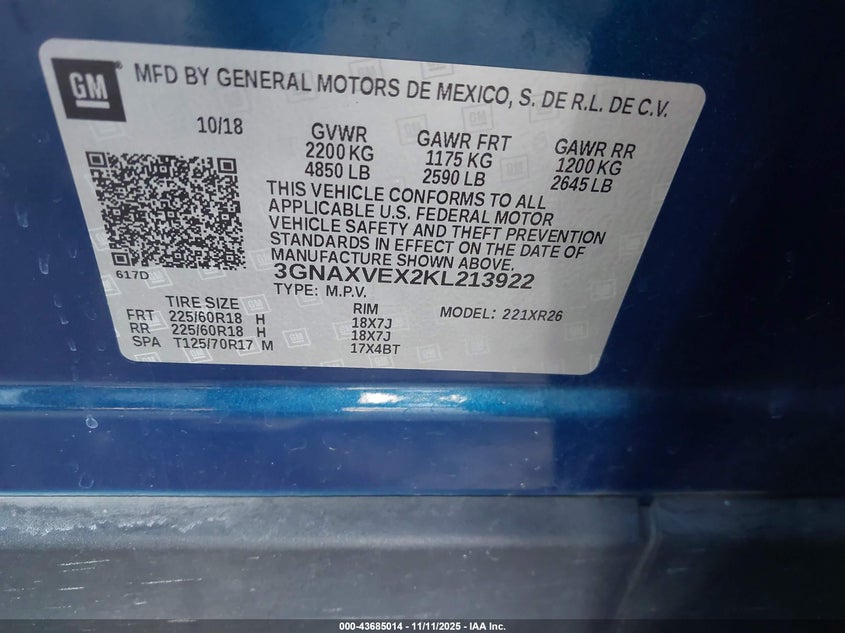 GM
MFD BY GENERAL MOTORS DE MEXICO, S. DE R.L. DE C.V.
10/18 GVWR GAWR FRT GAWR RR
2200 KG 1175 KG 1200 KG
4850 LB 2590 LB 2645 LB
THIS VEHICLE CONFORMS TO ALL
APPLICABLE U.S. FEDERAL MOTOR
VEHICLE SAFETY AND THEFT PREVENTION
STANDARDS IN EFFECT ON THE DATE OF
MANUFACTURE SHOWN ABOVE.
617D
3GNAXVEX2KL213922
TYPE: M.P.V.
TIRE SIZE RIM MODEL: 221XR26
FRT 225/60R18 H 18X7J
RR 225/60R18 H 18X7J
SPA T125/70R17 M 17X4BT
000-43685014 - 11/11/2025 - IAA Inc.